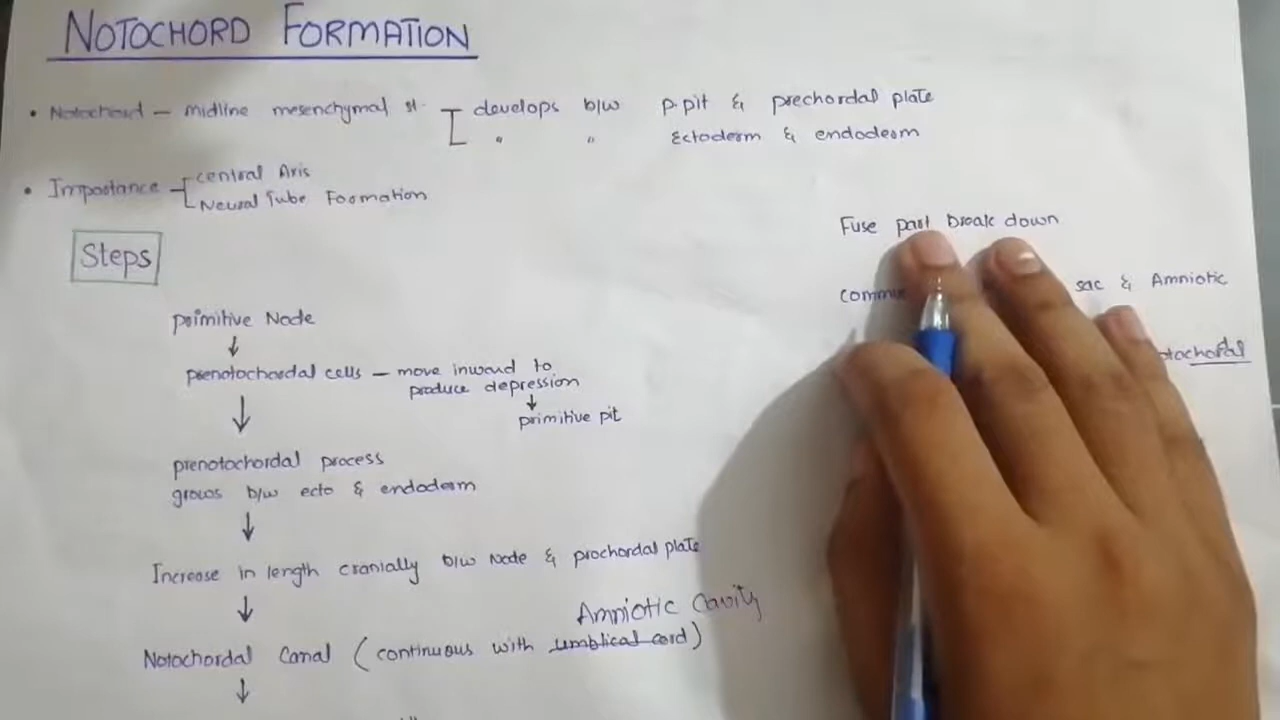 NOTOCHORD FORMATION
• Notochord — midline mesenchymal st. develops b/w p.pit & prechordal plate
" " Ectoderm & endoderm
• Importance central Axis
Neural Tube Formation
Steps
primitive Node
↓
prenotochordal cells — move inward to
produce depression
↓
primitive pit
↓
prenotochordal process
grows b/w ecto & endoderm
↓
Increase in length cranially b/w Node & prochordal plate
↓
Amniotic Cavity
Notochordal Canal (continuous with umblical cord)
↓
Fuse part break down
sac & Amniotic